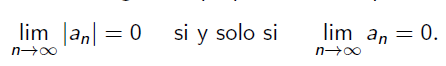 lim |aₙ| = 0 si y solo si lim aₙ = 0.
n→∞ n→∞